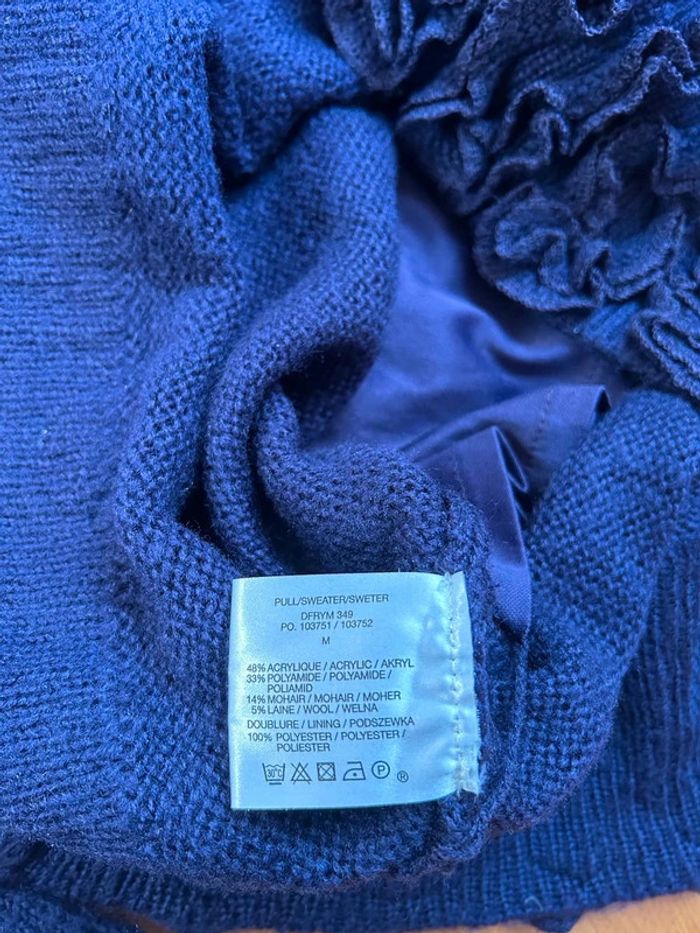 PULL/SWEATER/SWETER
DFRYM 349
PO. 103751 / 103752
M
48% ACRYLIQUE / ACRYLIC / AKRYL
33% POLYAMIDE / POLYAMIDE /
POLIAMID
14% MOHAIR / MOHAIR / MOHER
5% LAINE / WOOL / WELNA
DOUBLURE / LINING / PODSZEWKA
100% POLYESTER / POLYESTER /
POLIESTER
30°C P ®